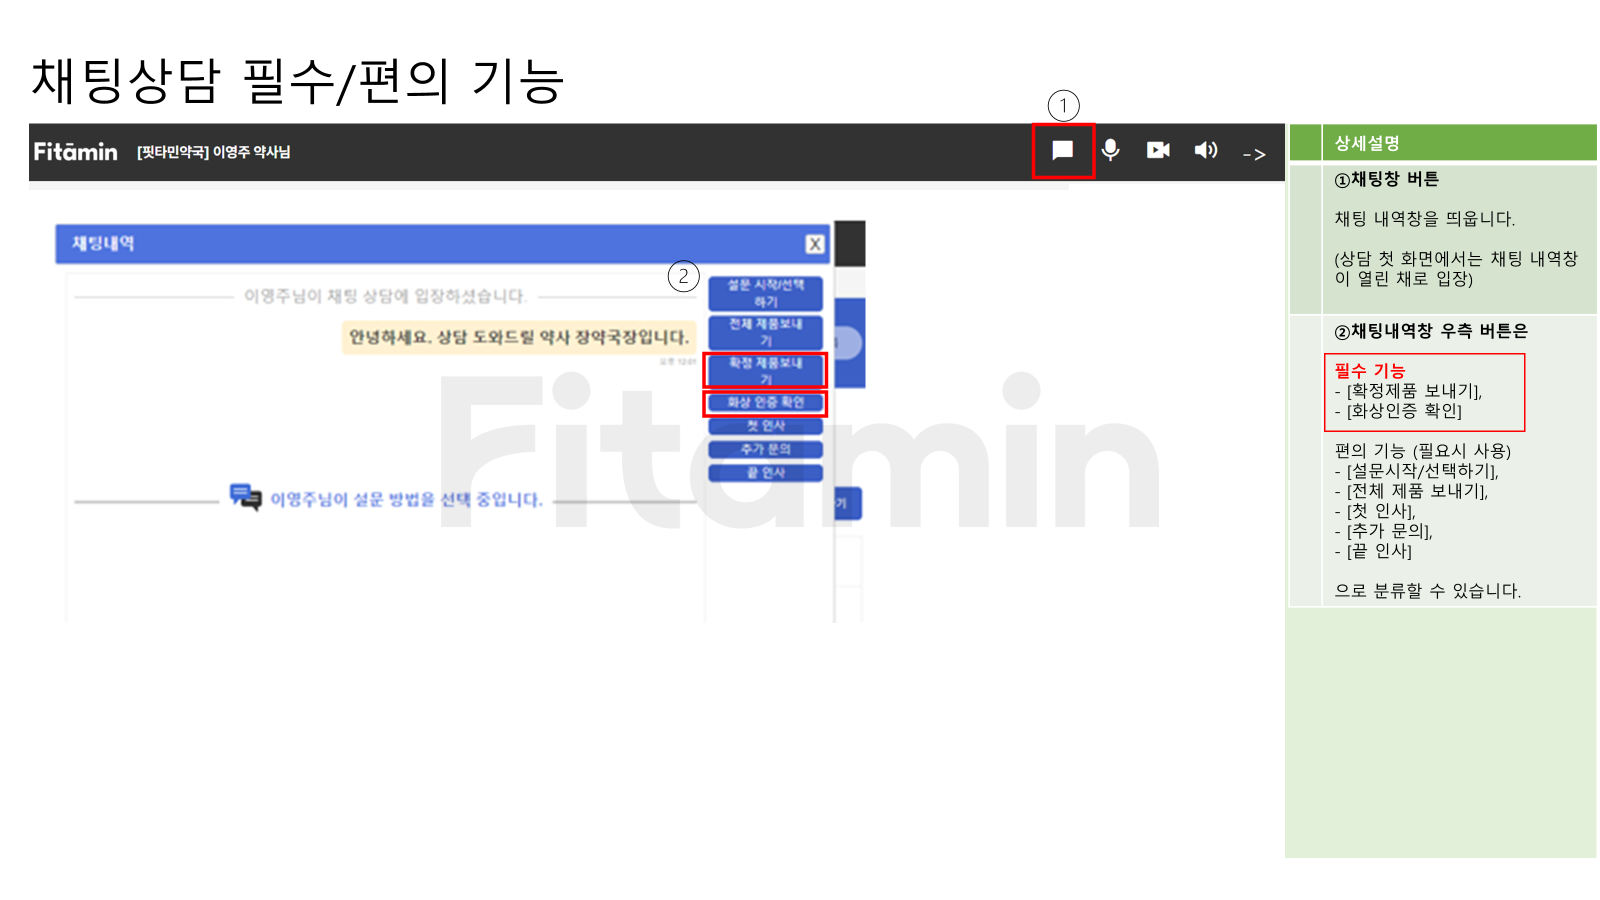 채팅상담 필수/편의 기능
①
Fitāmin [핏타민약국] 이영주 약사님
->
채팅내역
X
②
이영주님이 채팅 상담에 입장하셨습니다.
안녕하세요. 상담 도와드릴 약사 장약국장입니다.
오후 12:01
이영주님이 설문 방법을 선택 중입니다.
설문 시작/선택
하기
전체 제품보내
기
확정 제품보내
기
화상 인증 확인
첫 인사
추가 문의
끝 인사
기
Fitamin
상세설명
①채팅창 버튼
채팅 내역창을 띄웁니다.
(상담 첫 화면에서는 채팅 내역창
이 열린 채로 입장)
②채팅내역창 우측 버튼은
필수 기능
- [확정제품 보내기],
- [화상인증 확인]
편의 기능 (필요시 사용)
- [설문시작/선택하기],
- [전체 제품 보내기],
- [첫 인사],
- [추가 문의],
- [끝 인사]
으로 분류할 수 있습니다.